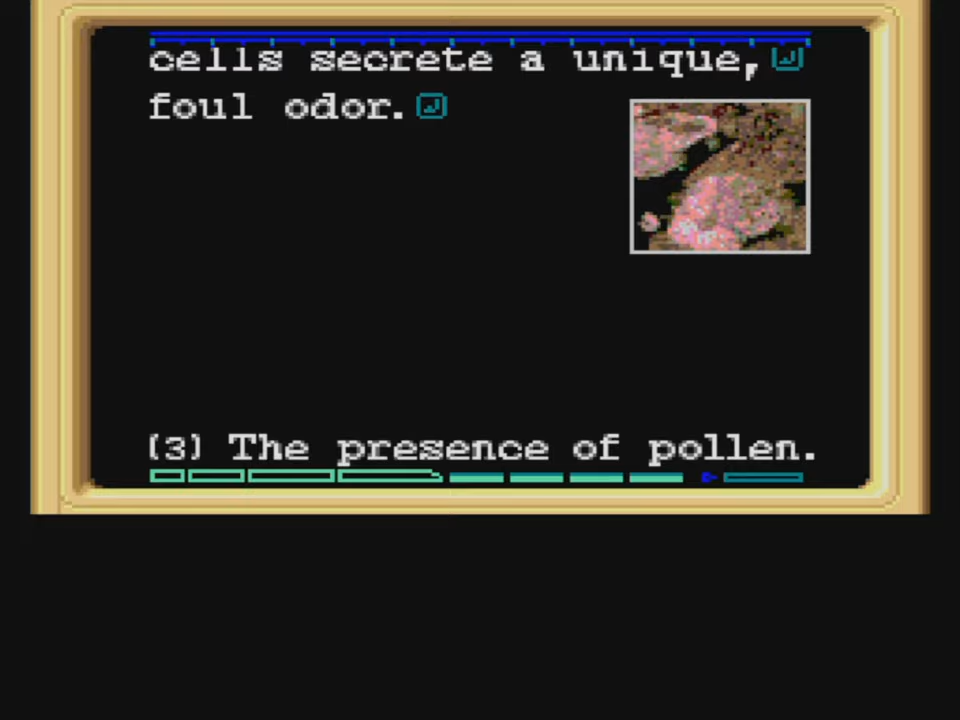 cells secrete a unique,
foul odor.
(3) The presence of pollen.